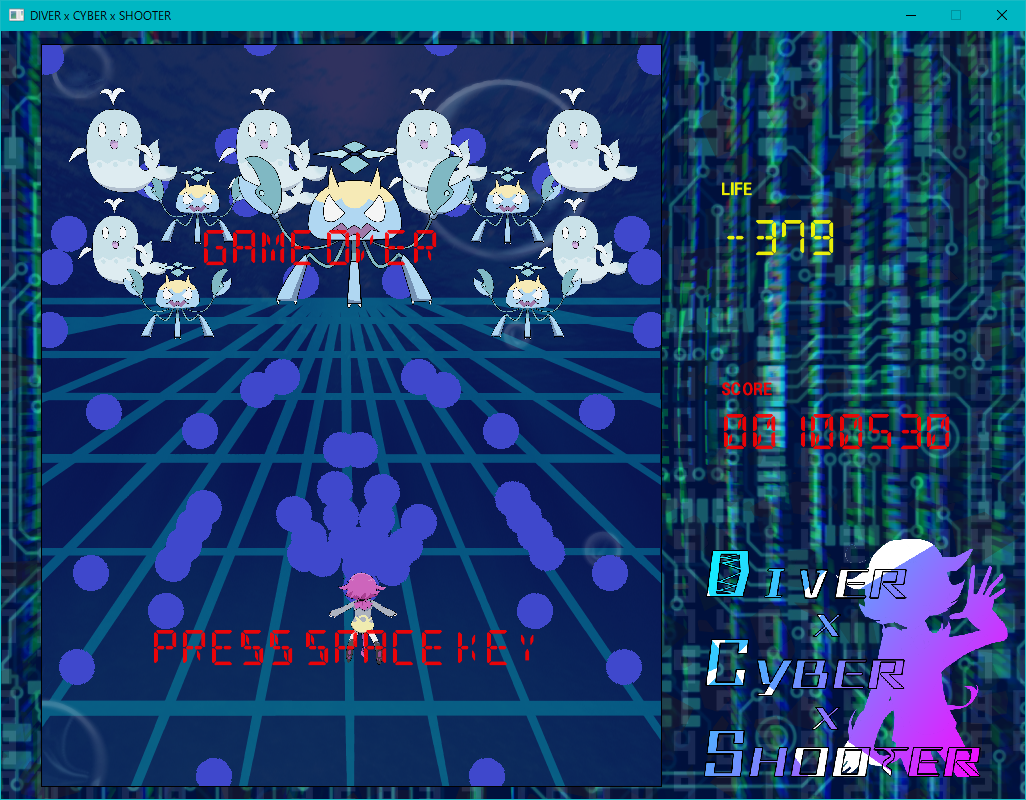 DIVER x CYBER x SHOOTER
GAME OVER
LIFE
-379
SCORE
00100530
PRESS SPACE KEY
DIVER
x
CYBER
x
SHOOTER